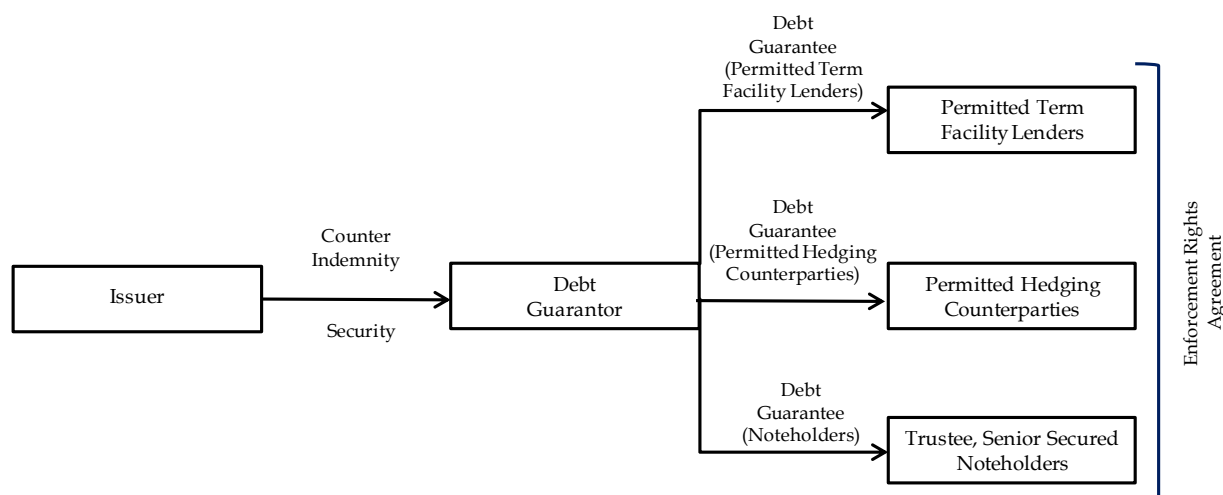 Debt
Guarantee
(Permitted Term
Facility Lenders)
Permitted Term
Facility Lenders
Counter
Indemnity
Issuer
Security
Debt
Guarantor
Debt
Guarantee
(Permitted Hedging
Counterparties)
Permitted Hedging
Counterparties
Debt
Guarantee
(Noteholders)
Trustee, Senior Secured
Noteholders
Enforcement Rights
Agreement